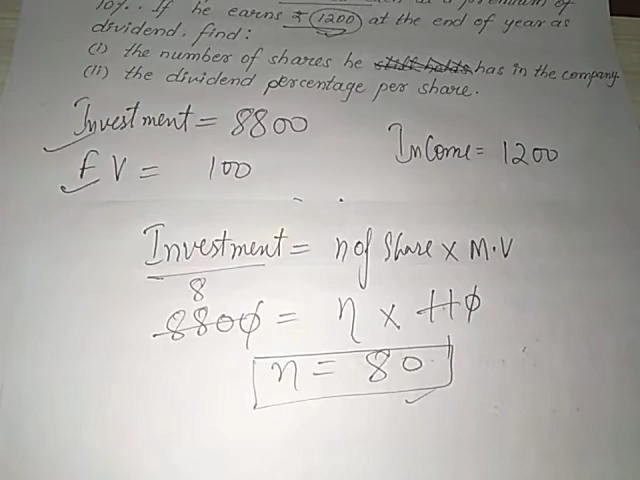 10%. If he earns ₹ 1200 at the end of year as
dividend, find:
(i) the number of shares he still holds has in the company
(ii) the dividend percentage per share.
Investment = 8800
Income = 1200
F V = 100
Investment = n of Share x M.V
8
8800 = n x 110
n = 80